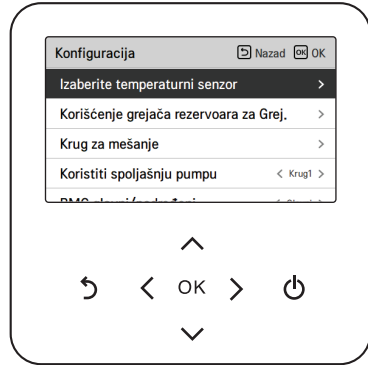 Konfiguracija Nazad OK OK
Izaberite temperaturni senzor
Korišćenje grejača rezervoara za Grej.
Krug za mešanje
Koristiti spoljašnju pumpu Krug1
OK